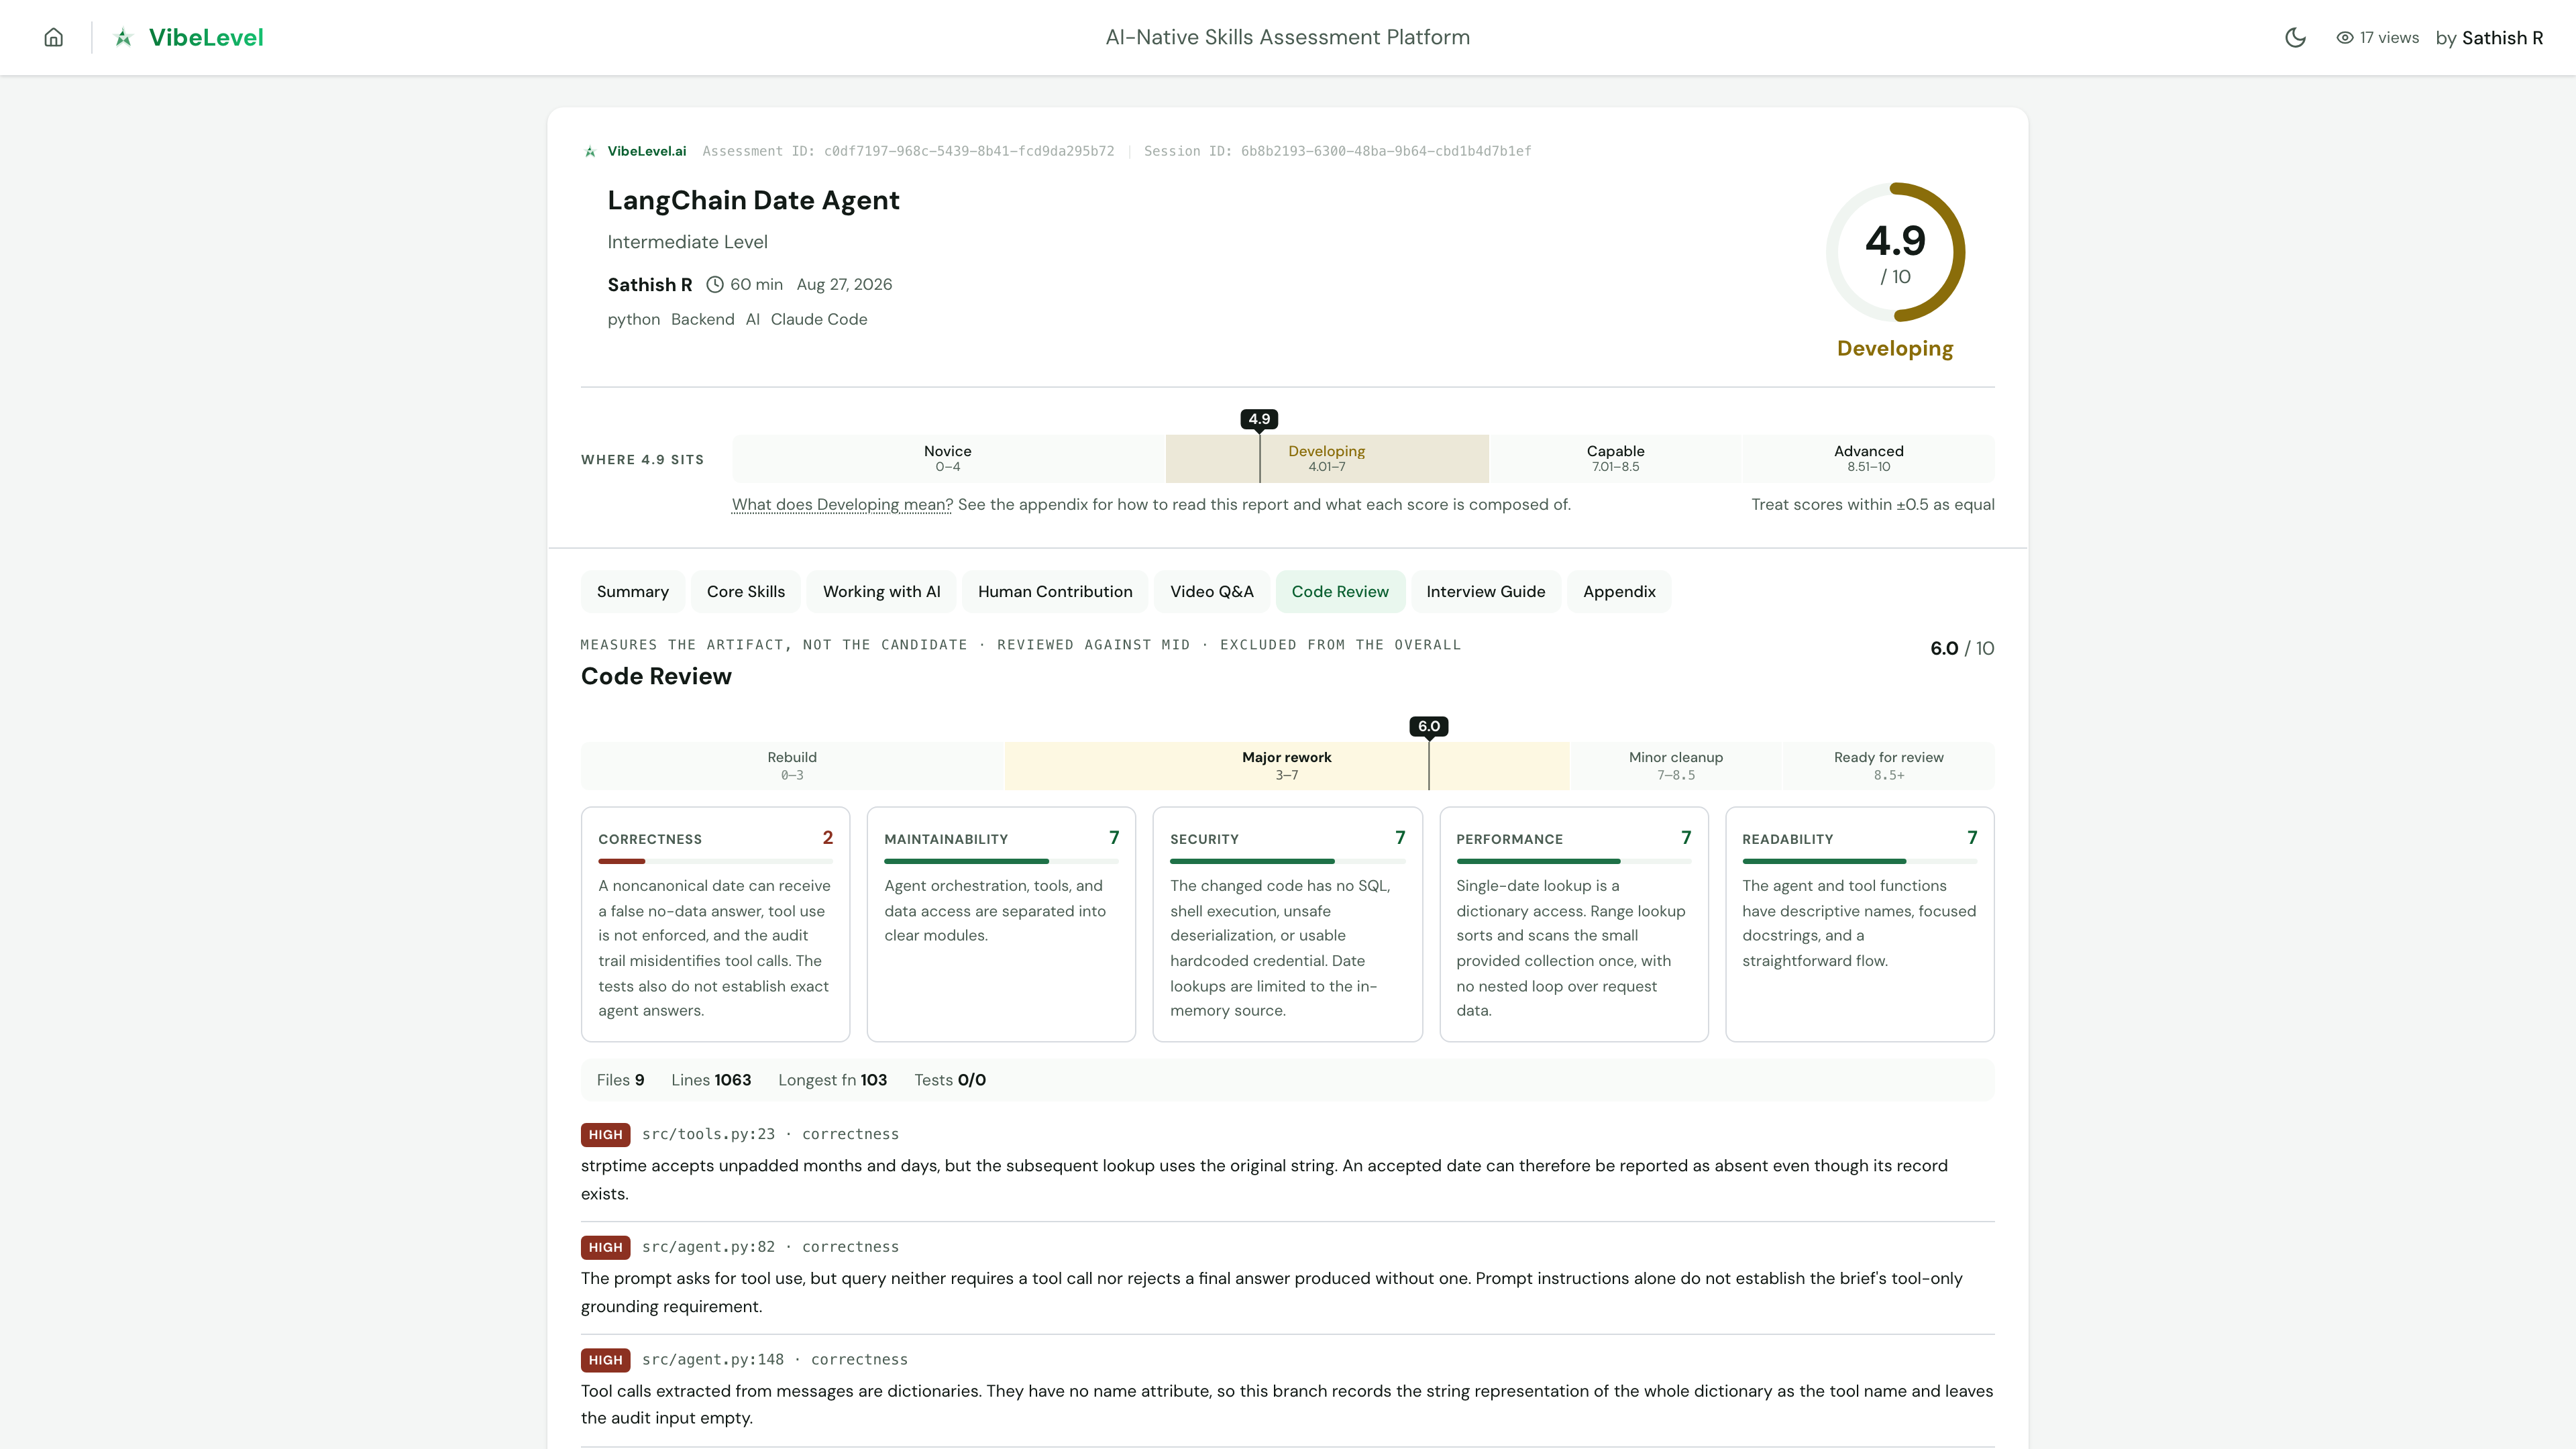 VibeLevel
AI-Native Skills Assessment Platform
17 views by Sathish R
VibeLevel.ai Assessment ID: c0df7197-968c-5439-8b41-fcd9da295b72 Session ID: 6b8b2193-6300-48ba-9b64-cbd1b4d7b1ef
LangChain Date Agent
Intermediate Level
Sathish R 60 min Aug 27, 2026
python Backend AI Claude Code
4.9
/ 10
Developing
4.9
WHERE 4.9 SITS
Novice
0–4
Developing
4.01–7
Capable
7.01–8.5
Advanced
8.51–10
What does Developing mean? See the appendix for how to read this report and what each score is composed of.
Treat scores within ±0.5 as equal
Summary Core Skills Working with AI Human Contribution Video Q&A Code Review Interview Guide Appendix
MEASURES THE ARTIFACT, NOT THE CANDIDATE · REVIEWED AGAINST MID · EXCLUDED FROM THE OVERALL
6.0 / 10
Code Review
6.0
Rebuild
0–3
Major rework
3–7
Minor cleanup
7–8.5
Ready for review
8.5+
CORRECTNESS 2
A noncanonical date can receive
a false no-data answer, tool use
is not enforced, and the audit
trail misidentifies tool calls. The
tests also do not establish exact
agent answers.
MAINTAINABILITY 7
Agent orchestration, tools, and
data access are separated into
clear modules.
SECURITY 7
The changed code has no SQL,
shell execution, unsafe
deserialization, or usable
hardcoded credential. Date
lookups are limited to the in-
memory source.
PERFORMANCE 7
Single-date lookup is a
dictionary access. Range lookup
sorts and scans the small
provided collection once, with
no nested loop over request
data.
READABILITY 7
The agent and tool functions
have descriptive names, focused
docstrings, and a
straightforward flow.
Files 9 Lines 1063 Longest fn 103 Tests 0/0
HIGH src/tools.py:23 · correctness
strptime accepts unpadded months and days, but the subsequent lookup uses the original string. An accepted date can therefore be reported as absent even though its record
exists.
HIGH src/agent.py:82 · correctness
The prompt asks for tool use, but query neither requires a tool call nor rejects a final answer produced without one. Prompt instructions alone do not establish the brief's tool-only
grounding requirement.
HIGH src/agent.py:148 · correctness
Tool calls extracted from messages are dictionaries. They have no name attribute, so this branch records the string representation of the whole dictionary as the tool name and leaves
the audit input empty.